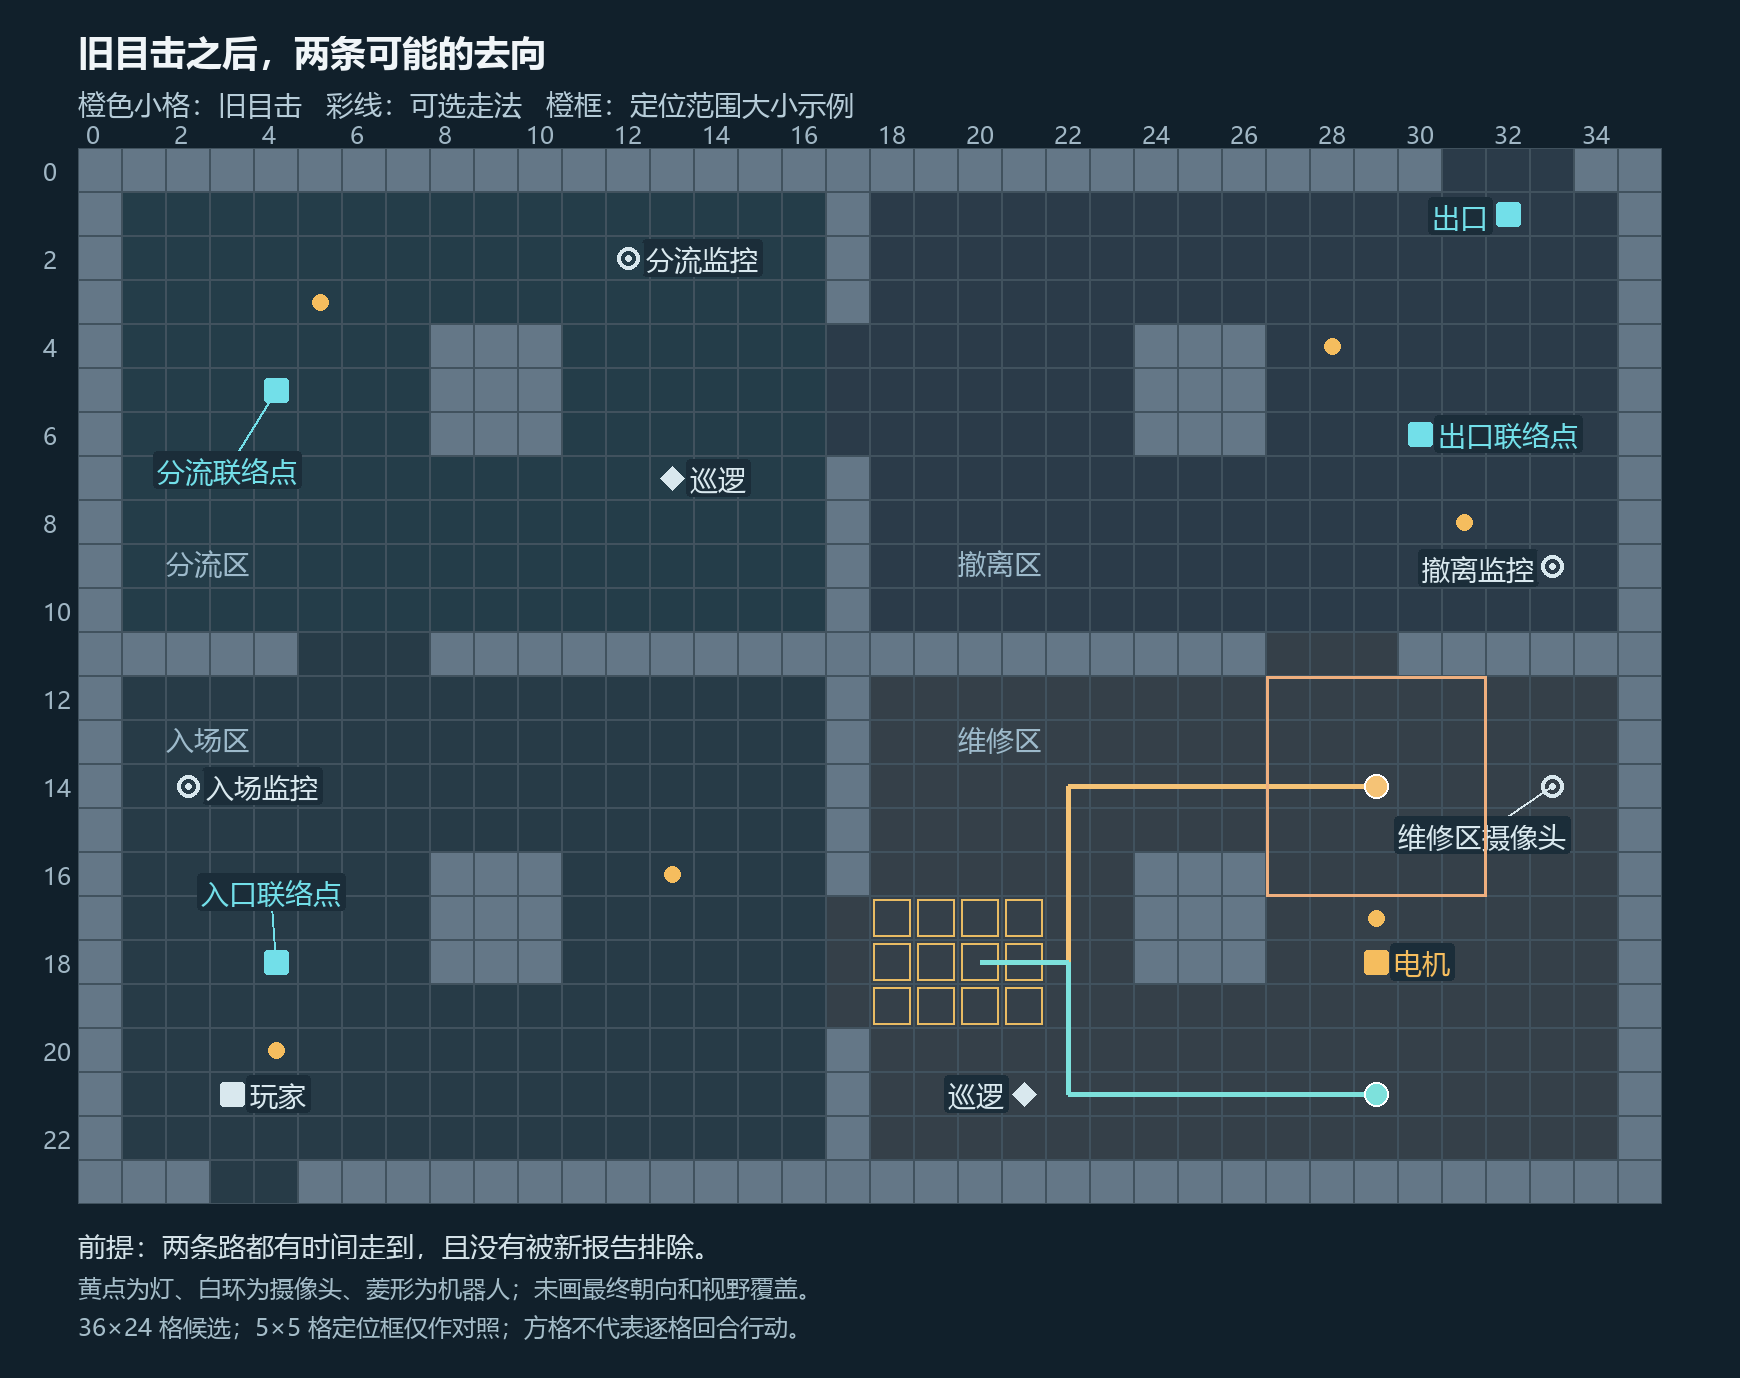 旧目击之后，两条可能的去向
橙色小格：旧目击 彩线：可选走法 橙框：定位范围大小示例
0 2 4 6 8 10 12 14 16 18 20 22 24 26 28 30 32 34
0
出口
2
分流监控
4
6
出口联络点
分流联络点
巡逻
8
分流区
撤离区
撤离监控
10
12
入场区
维修区
14
入场监控
维修区摄像头
16
入口联络点
18
电机
20
玩家
巡逻
22
前提：两条路都有时间走到，且没有被新报告排除。
黄点为灯、白环为摄像头、菱形为机器人；未画最终朝向和视野覆盖。
36×24 格候选；5×5 格定位框仅作对照；方格不代表逐格回合行动。